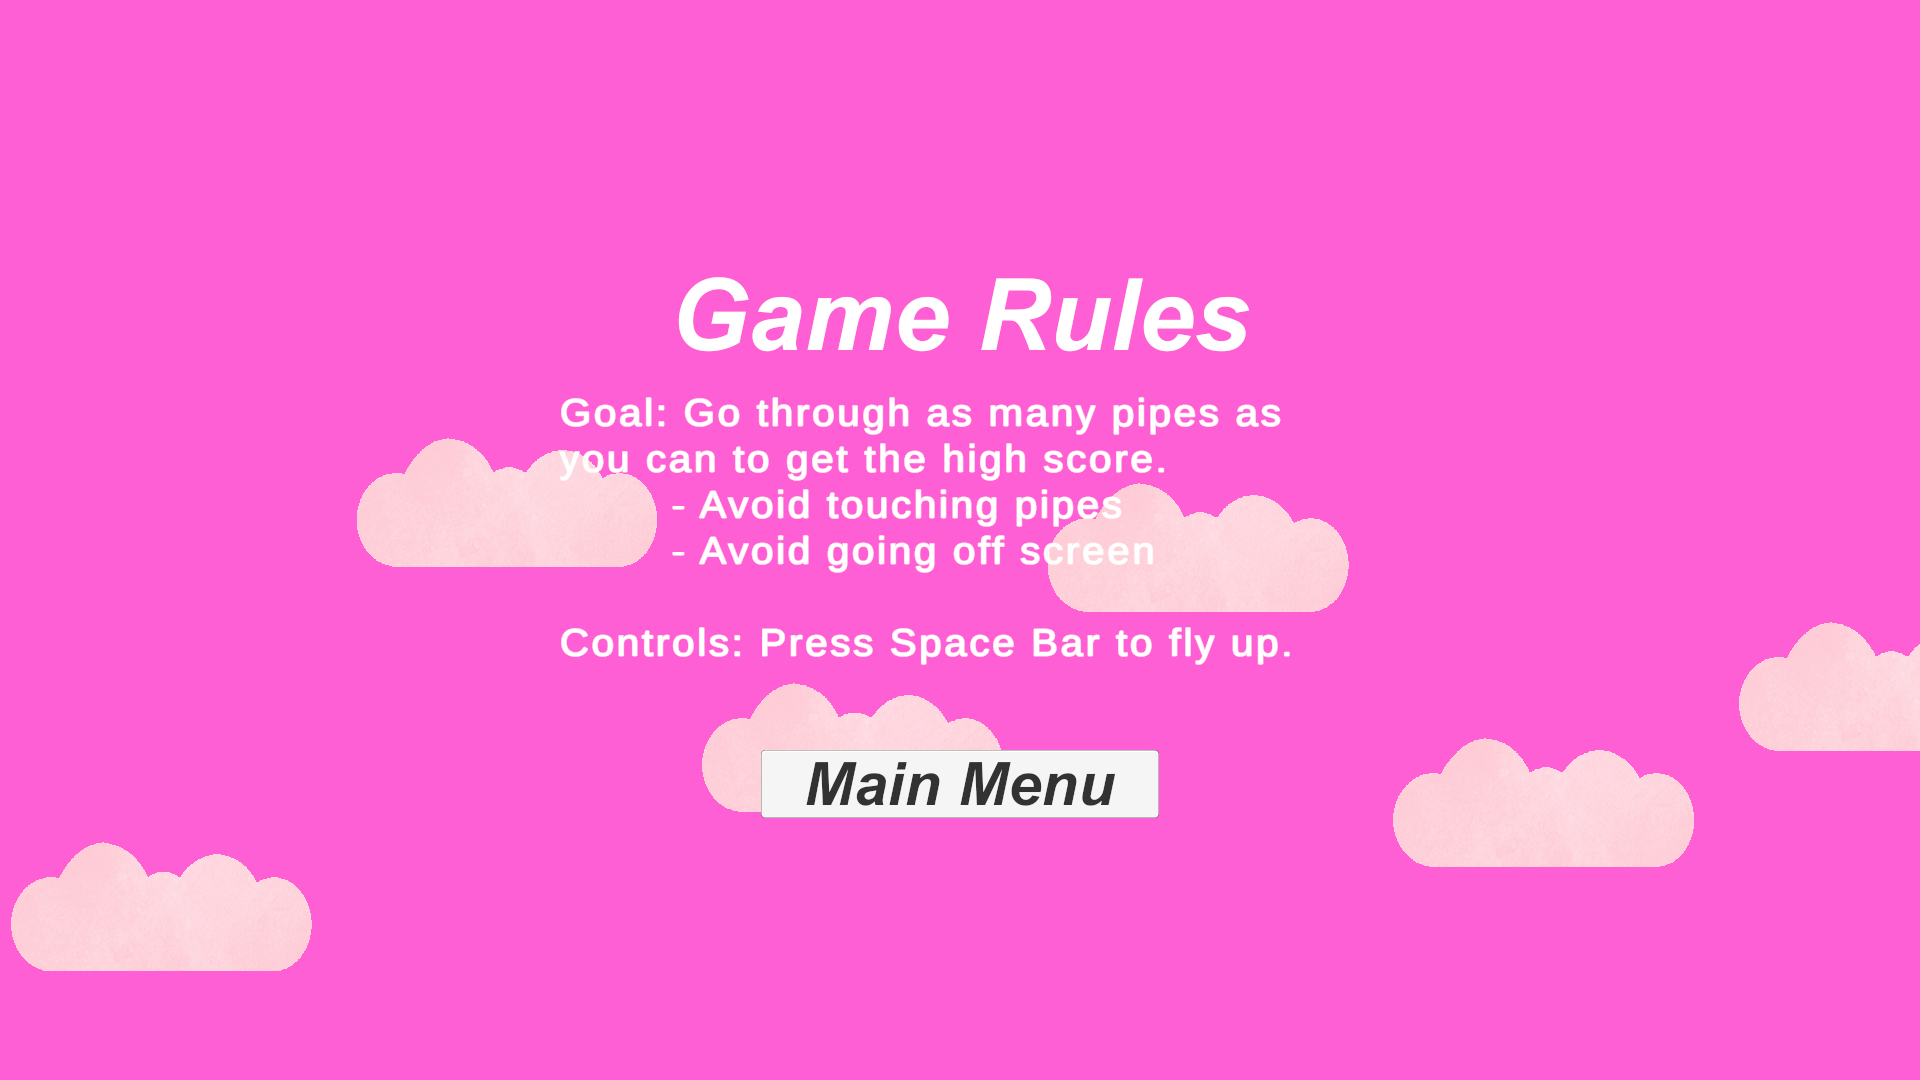 Game Rules
Goal: Go through as many pipes as
you can to get the high score.
- Avoid touching pipes
- Avoid going off screen
Controls: Press Space Bar to fly up.
Main Menu